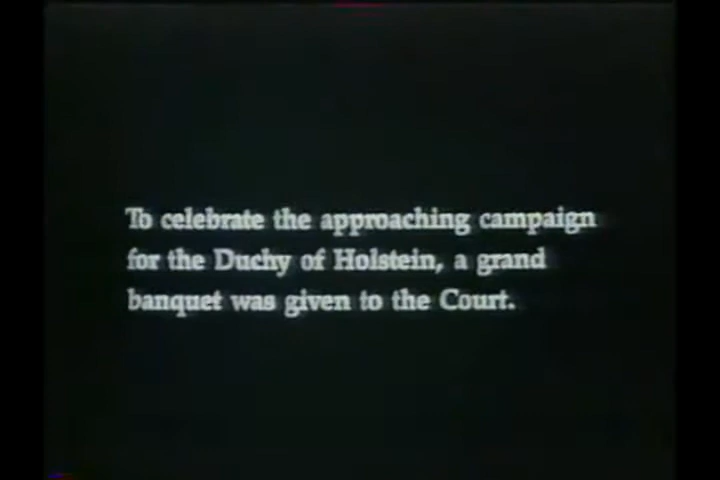 To celebrate the approaching campaign
for the Duchy of Holstein, a grand
banquet was given to the Court.